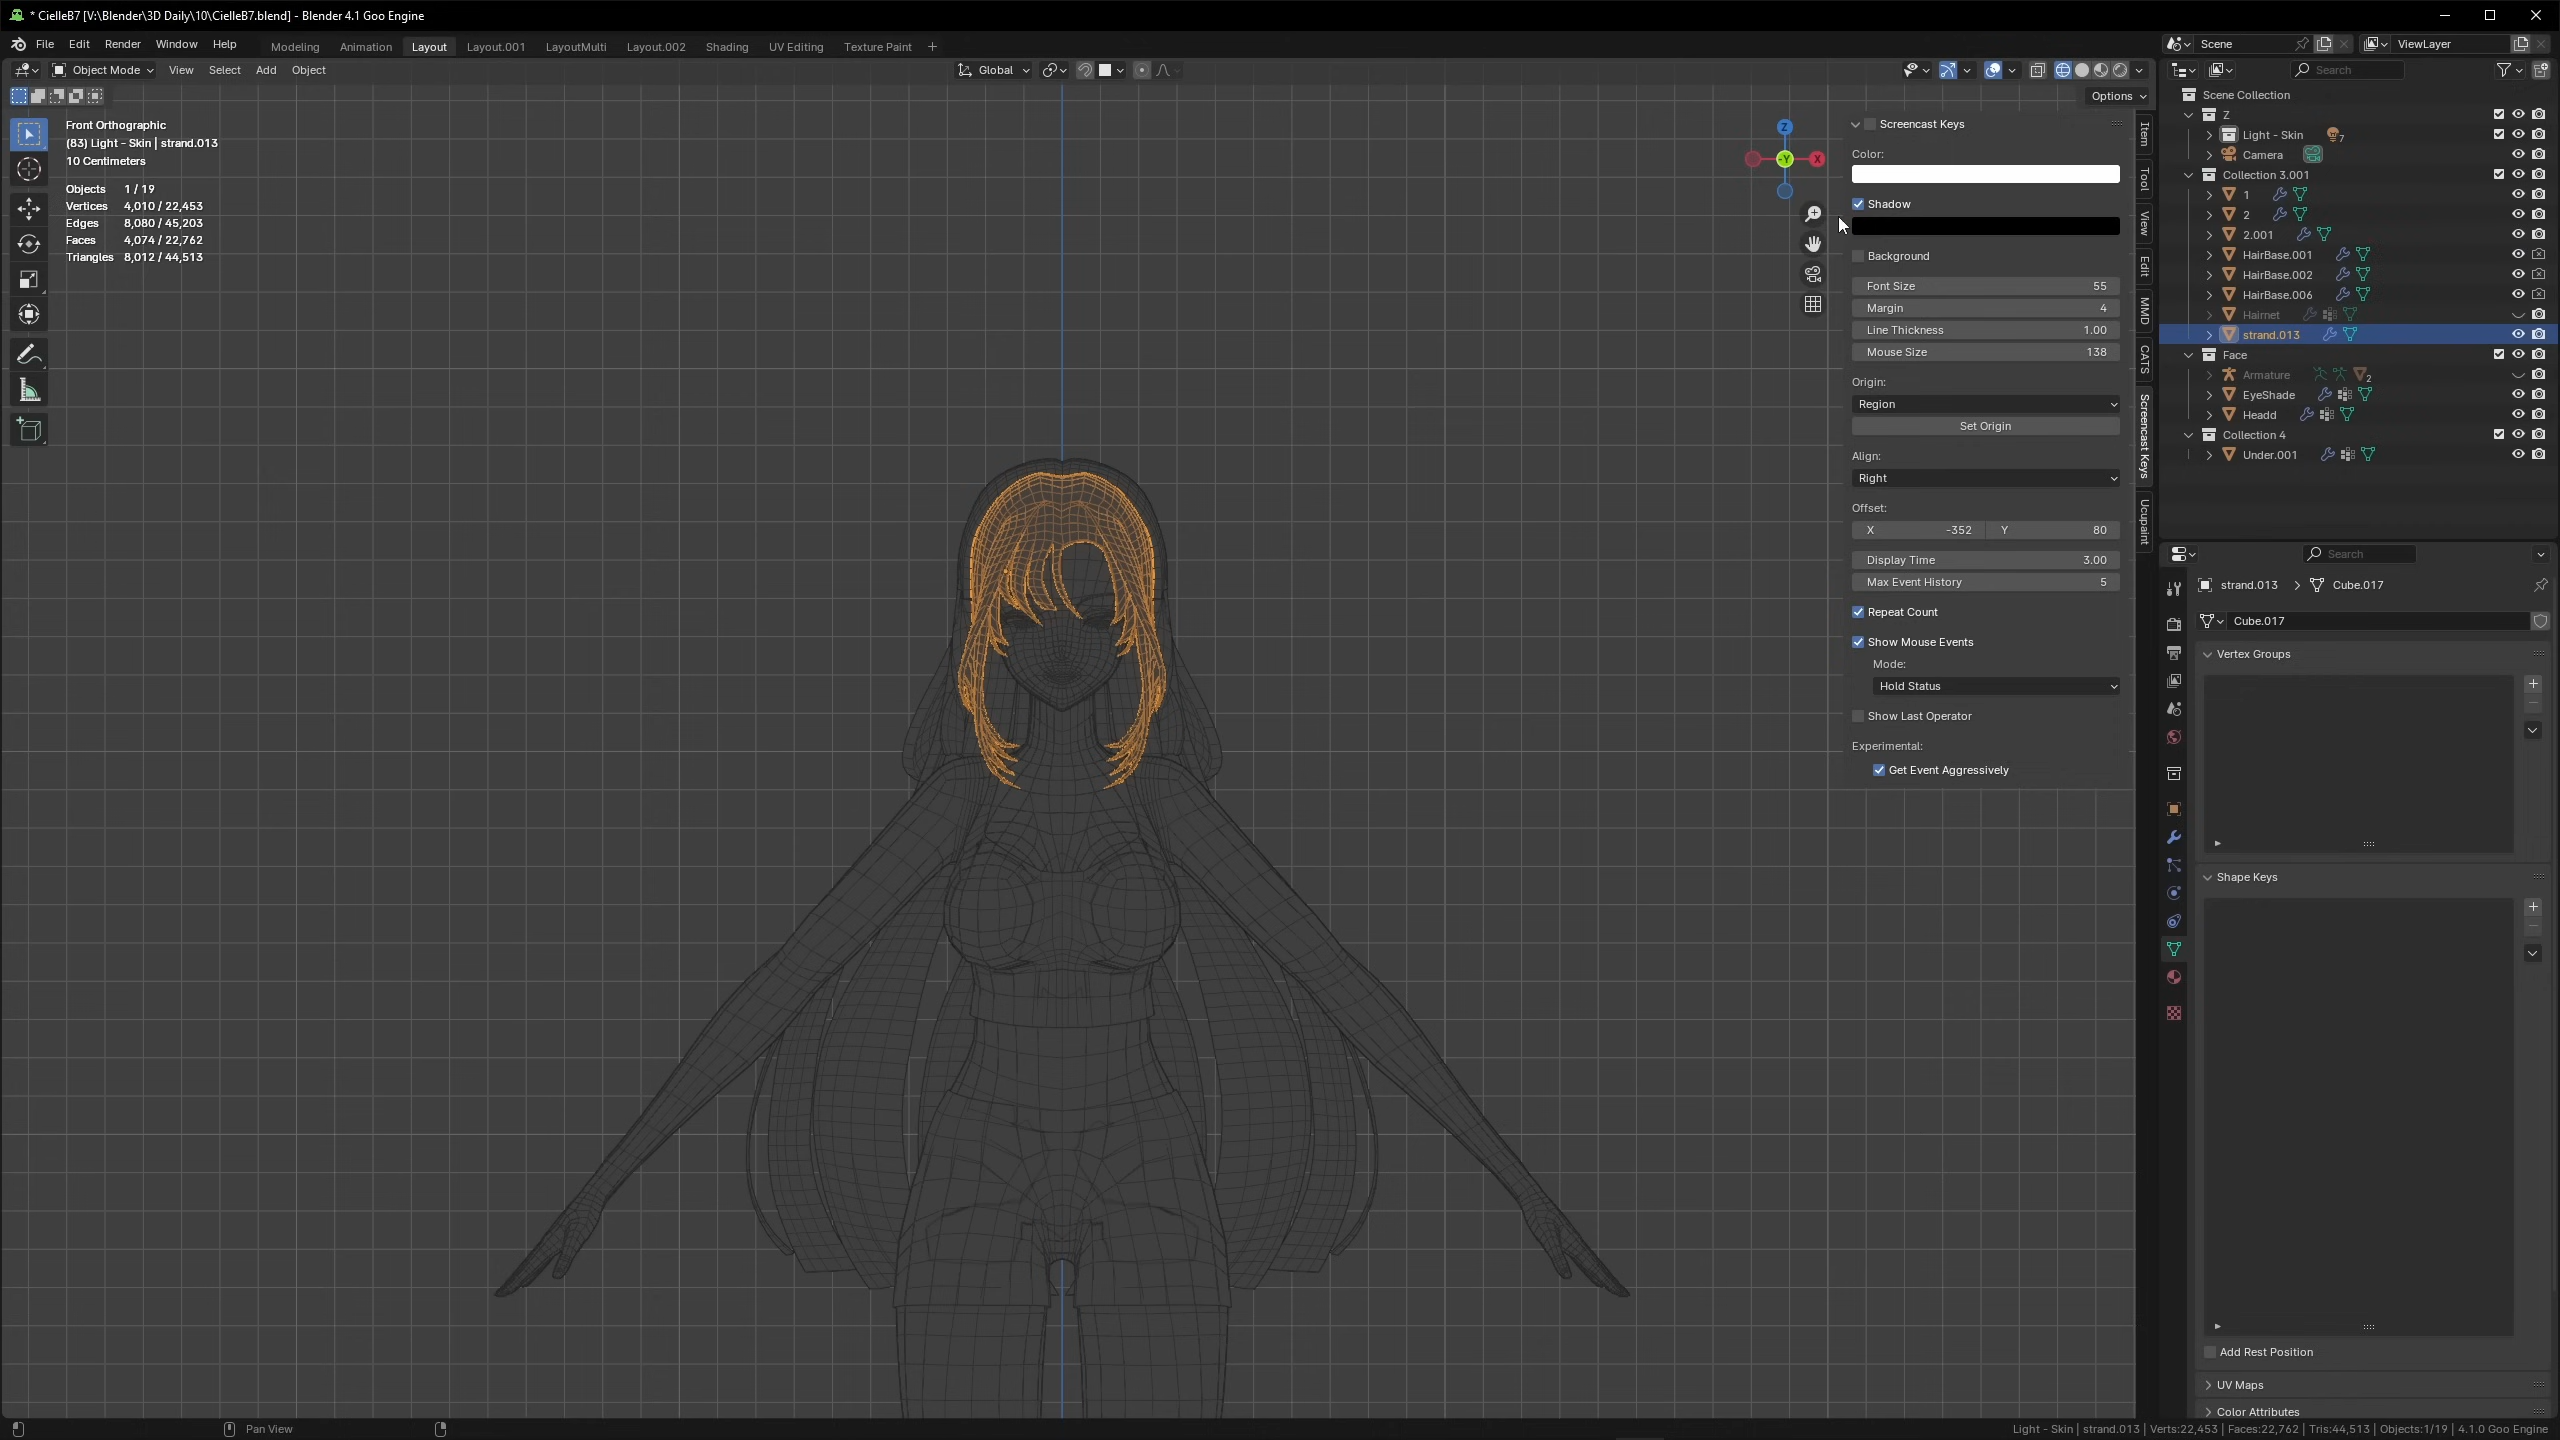 * CielleB7 [V:\Blender\3D Daily\10\CielleB7.blend] - Blender 4.1 Goo Engine
File Edit Render Window Help Modeling Animation Layout Layout.001 LayoutMulti Layout.002 Shading UV Editing Texture Paint + Scene ViewLayer
Object Mode View Select Add Object Global Search
Options
Front Orthographic
(83) Light - Skin | strand.013
10 Centimeters
Objects 1 / 19
Vertices 4,010 / 22,453
Edges 8,080 / 45,203
Faces 4,074 / 22,762
Triangles 8,012 / 44,513
Z
-Y
X
Screencast Keys
Color:
Shadow
Background
Font Size 55
Margin 4
Line Thickness 1.00
Mouse Size 138
Origin:
Region
Set Origin
Align:
Right
Offset:
X -352 Y 80
Display Time 3.00
Max Event History 5
Repeat Count
Show Mouse Events
Mode:
Hold Status
Show Last Operator
Experimental:
Get Event Aggressively
Item
Tool
View
Edit
MMD
CATS
Screencast Keys
Ucupaint
Scene Collection
Z
Light - Skin 7
Camera
Collection 3.001
1
2
2.001
HairBase.001
HairBase.002
HairBase.006
Hairnet
strand.013
Face
Armature 2
EyeShade
Headd
Collection 4
Under.001
Search
strand.013 > Cube.017
Cube.017
Vertex Groups
Shape Keys
Add Rest Position
UV Maps
Color Attributes
Pan View
Light - Skin | strand.013 | Verts:22,453 | Faces:22,762 | Tris:44,513 | Objects:1/19 | 4.1.0 Goo Engine